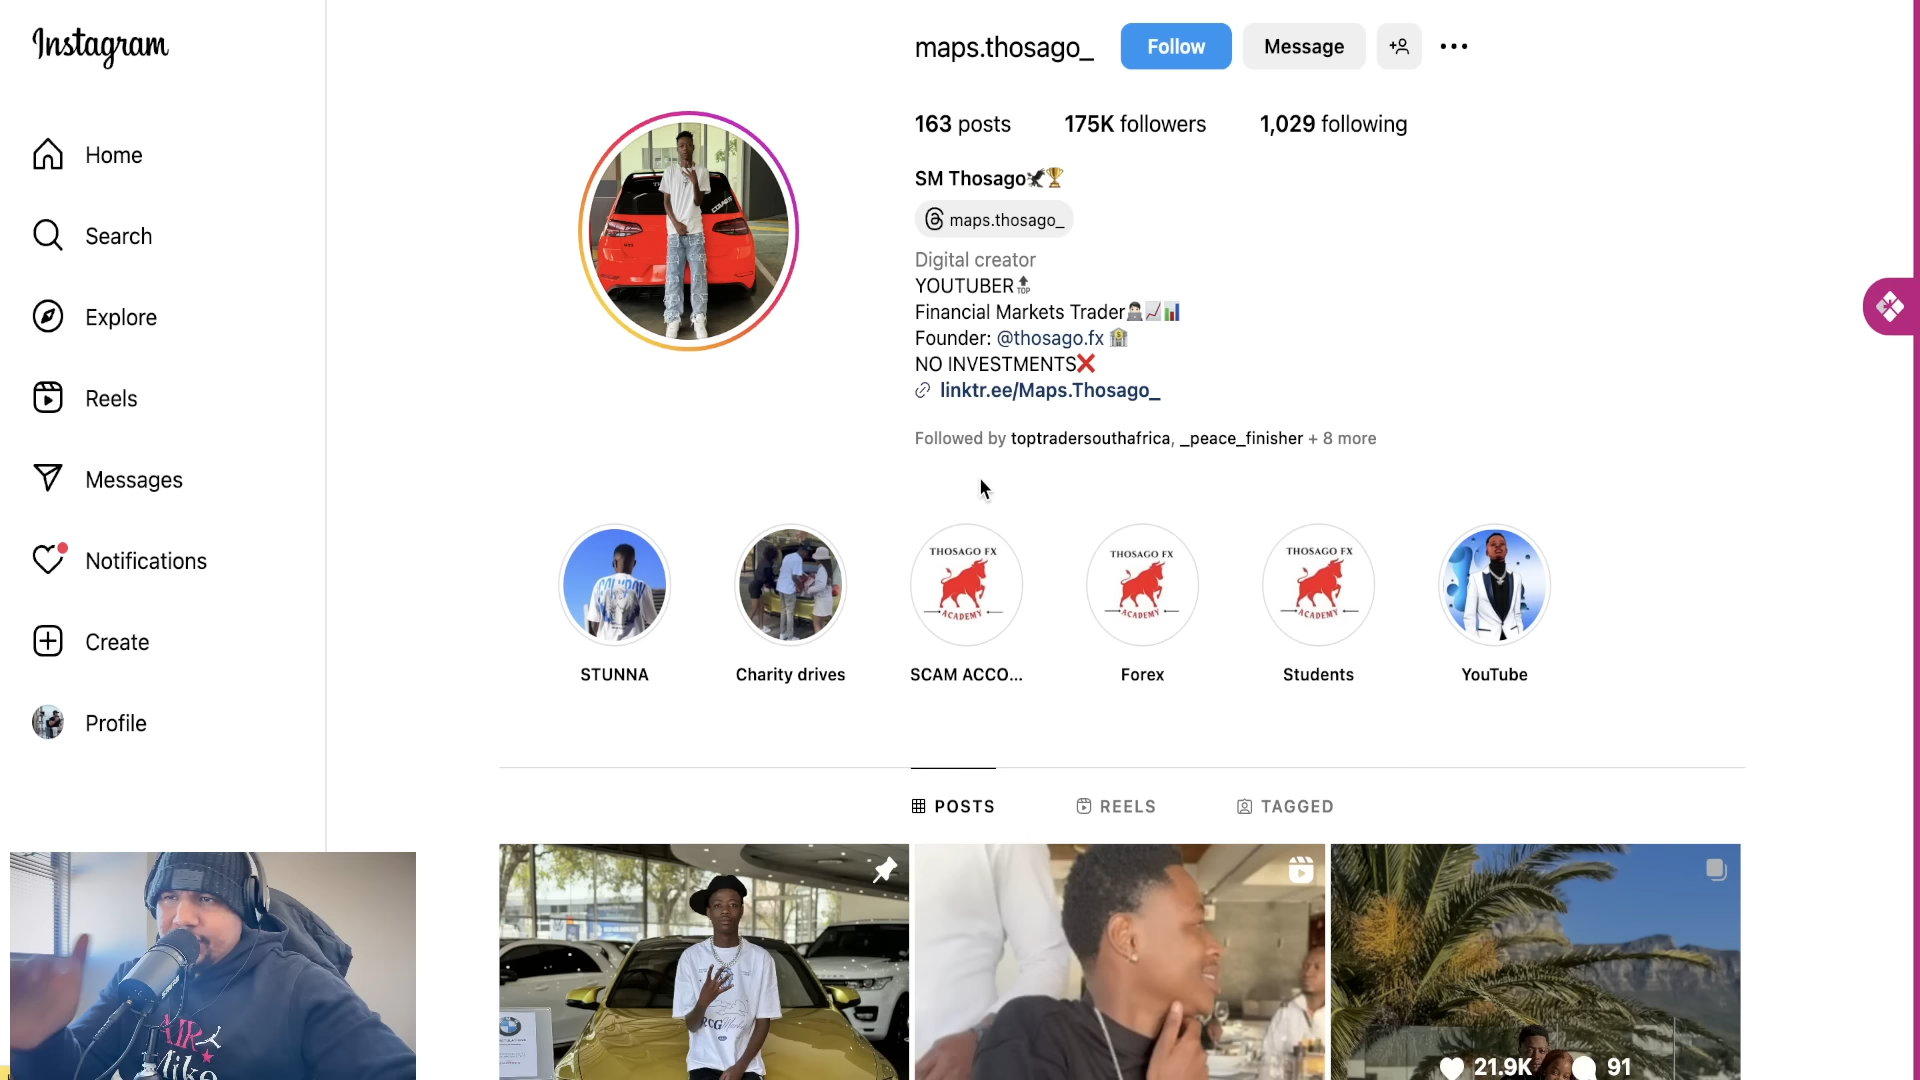 Instagram
Home
Search
Explore
Reels
Messages
Notifications
Create
Profile
maps.thosago_
Follow
Message
163 posts
175K followers
1,029 following
SM Thosago
maps.thosago_
Digital creator
YOUTUBER
Financial Markets Trader
Founder: @thosago.fx
NO INVESTMENTS
linktr.ee/Maps.Thosago_
Followed by toptradersouthafrica, _peace_finisher + 8 more
THOSAGO FX
ACADEMY
THOSAGO FX
ACADEMY
THOSAGO FX
ACADEMY
STUNNA
Charity drives
SCAM ACCO...
Forex
Students
YouTube
POSTS
REELS
TAGGED
21.9K
91